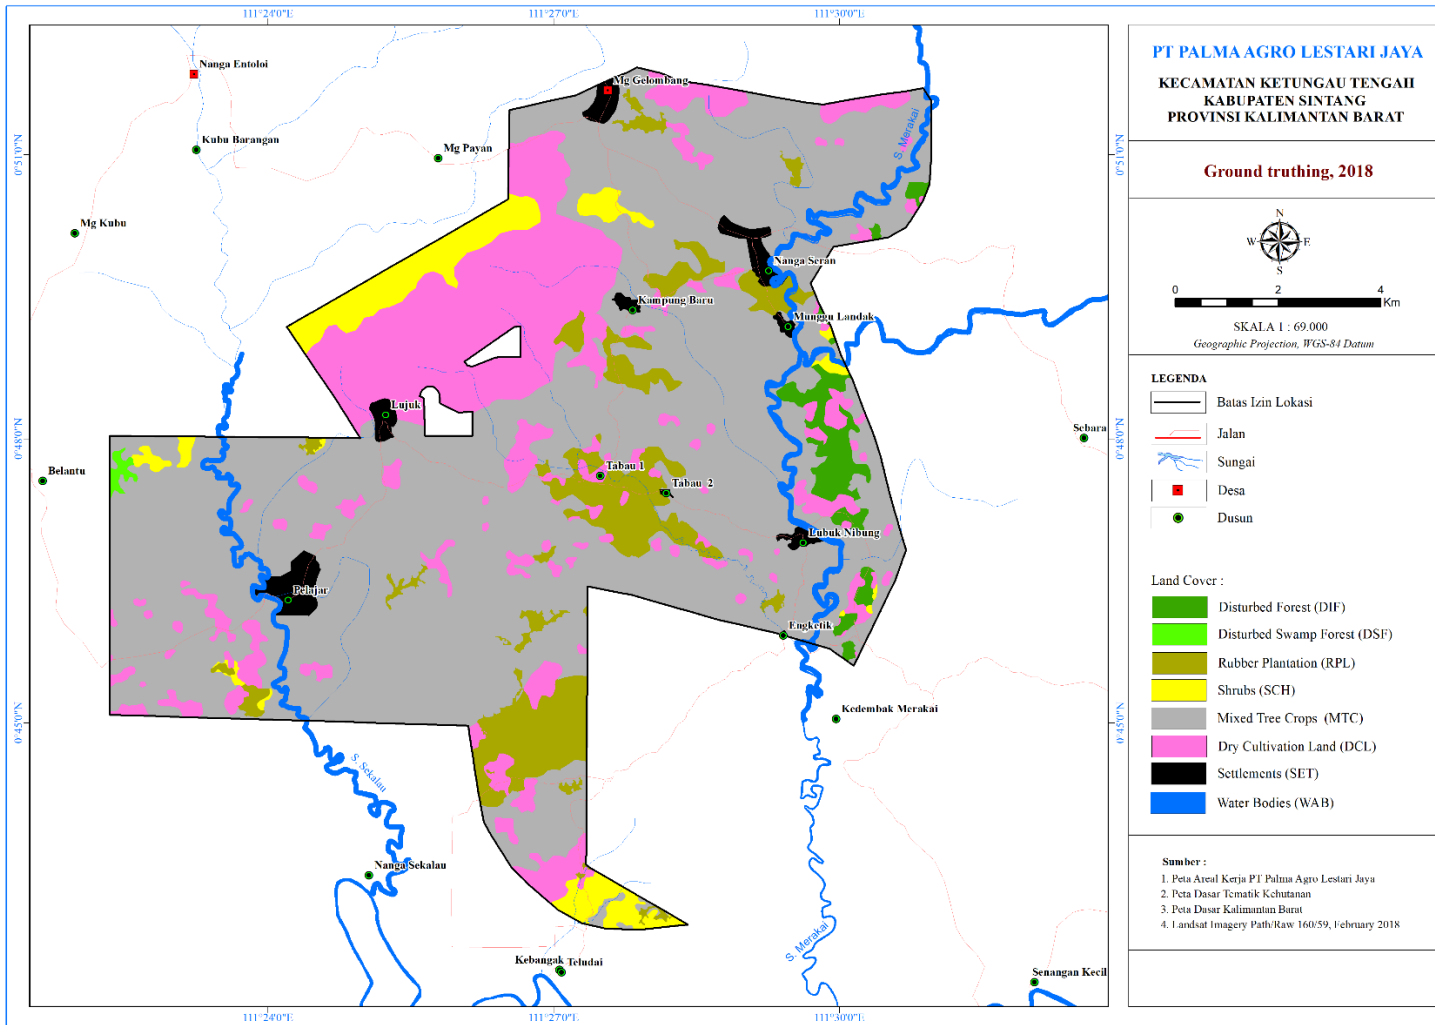 111°24'0"E
111°27'0"E
111°30'0"E
Nanga Entoloi
Mg Gelombang
Kubu Barangan
Mg Payan
S. Merakai
0°51'0"N
0°51'0"N
Mg Kubu
Nanga Seran
Kampung Baru
Munggu Landak
Lujuk
Sebara
0°48'0"N
0°48'0"N
Belantu
Tabau 1
Tabau 2
Lubuk Nibung
Pelajar
Engketik
Kedembak Merakai
0°45'0"N
0°45'0"N
S. Sekalau
Nanga Sekalau
S. Merakai
Kebangak
Teludai
Senangan Kecil
111°24'0"E
111°27'0"E
111°30'0"E
PT PALMA AGRO LESTARI JAYA
KECAMATAN KETUNGAU TENGAH
KABUPATEN SINTANG
PROVINSI KALIMANTAN BARAT
Ground truthing, 2018
N
W
E
S
0
2
4
Km
SKALA 1 : 69.000
Geographic Projection, WGS-84 Datum
LEGENDA
Batas Izin Lokasi
Jalan
Sungai
Desa
Dusun
Land Cover :
Disturbed Forest (DIF)
Disturbed Swamp Forest (DSF)
Rubber Plantation (RPL)
Shrubs (SCH)
Mixed Tree Crops (MTC)
Dry Cultivation Land (DCL)
Settlements (SET)
Water Bodies (WAB)
Sumber :
1. Peta Areal Kerja PT Palma Agro Lestari Jaya
2. Peta Dasar Tematik Kehutanan
3. Peta Dasar Kalimantan Barat
4. Landsat Imagery Path/Raw 160/59, February 2018